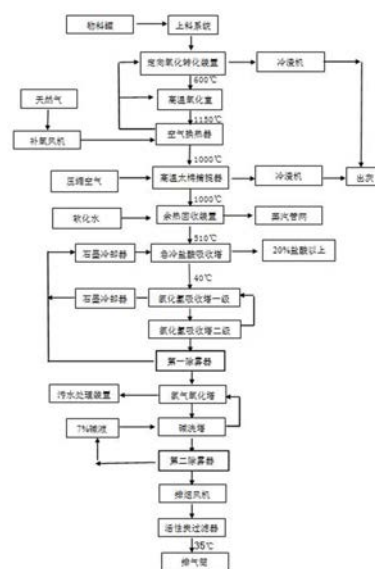 物料罐
上料系统
定向氧化转化装置
冷渣机
600℃
天然气
高温氧化室
1150℃
补氧风机
空气换热器
1000℃
压缩空气
高温太棉捕捉器
冷渣机
出灰
1000℃
软化水
余热回收装置
蒸汽管网
510℃
石墨冷却器
急冷盐酸吸收塔
20%盐酸以上
40℃
石墨冷却器
氯化氢吸收塔一级
氯化氢吸收塔二级
第一除雾器
污水处理装置
氯气氧化塔
7%碱液
碱洗塔
第二除雾器
排烟风机
活性炭过滤器
35℃
排气筒